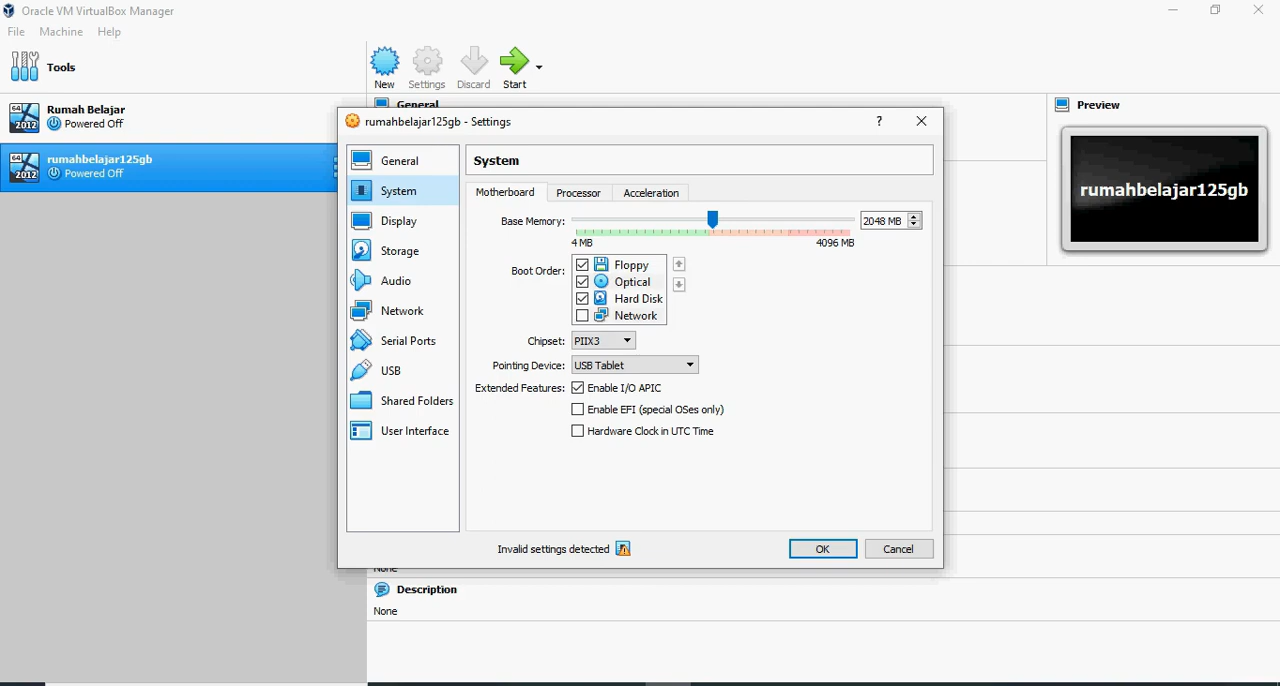 Oracle VM VirtualBox Manager
File Machine Help
Tools
New Settings Discard Start
64
2012
Rumah Belajar
Powered Off
64
2012
rumahbelajar125gb
Powered Off
General
Preview
rumahbelajar125gb
rumahbelajar125gb - Settings
?
General
System
Display
Storage
Audio
Network
Serial Ports
USB
Shared Folders
User Interface
System
Motherboard Processor Acceleration
Base Memory: 2048 MB
4 MB 4096 MB
Boot Order: Floppy
Optical
Hard Disk
Network
Chipset: PIIX3
Pointing Device: USB Tablet
Extended Features: Enable I/O APIC
Enable EFI (special OSes only)
Hardware Clock in UTC Time
Invalid settings detected OK Cancel
None
Description
None